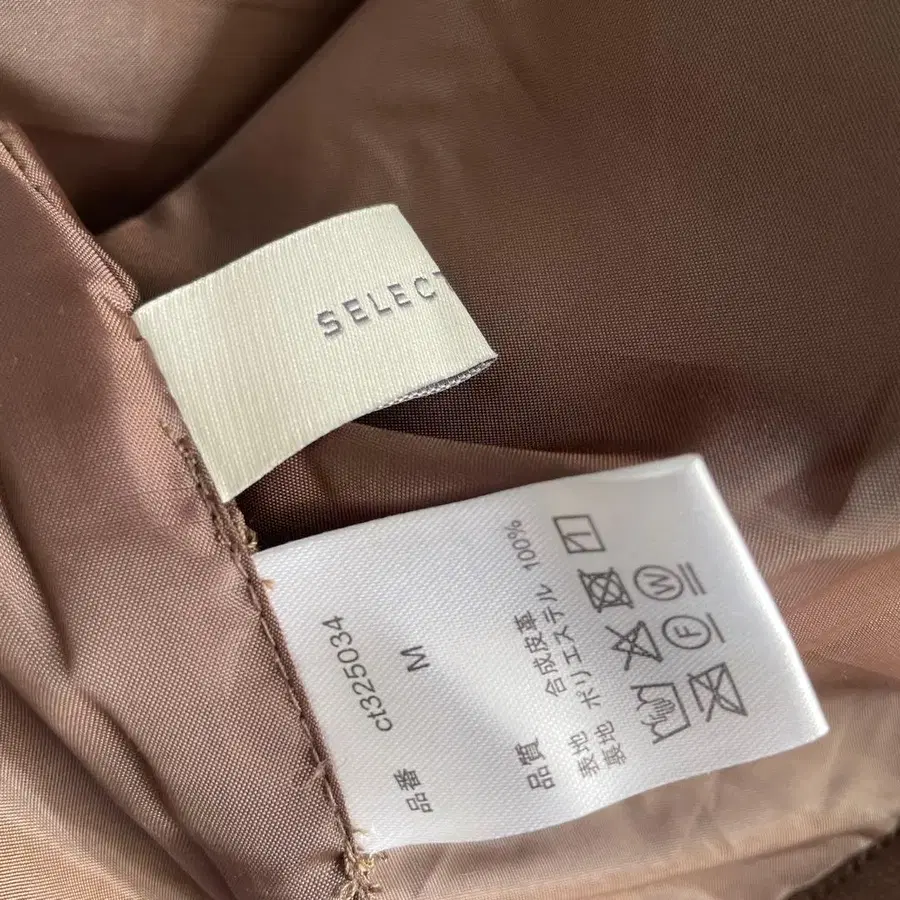 SELECT
品番 ct325034
M
品質
表地 合成皮革
裏地 ポリエステル 100%
W
F